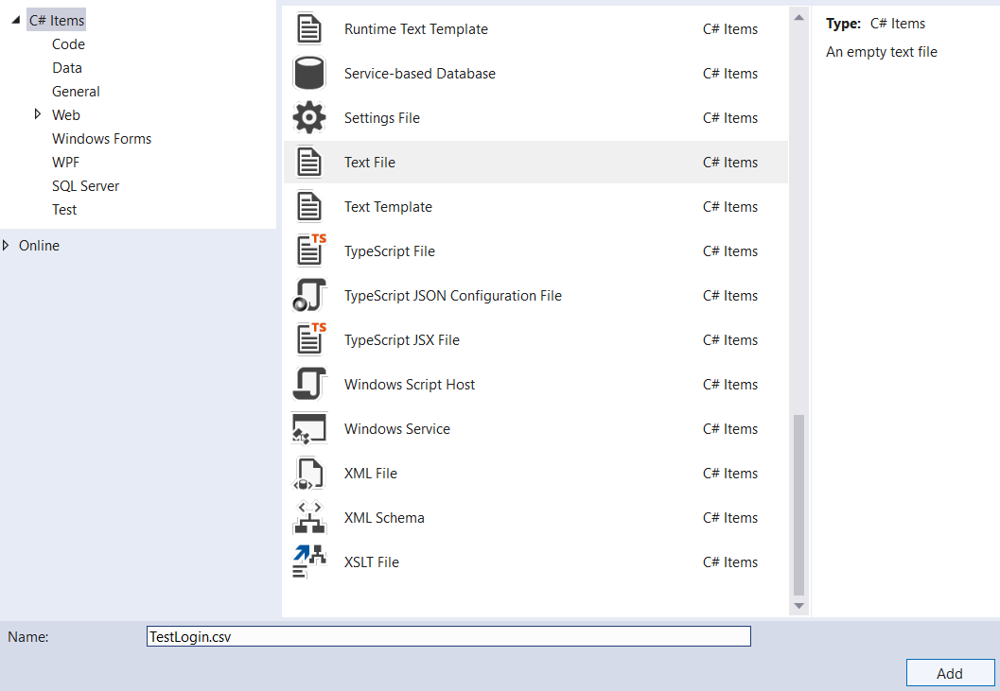 C# Items
Code
Data
General
Web
Windows Forms
WPF
SQL Server
Test
Online
Runtime Text Template C# Items
Service-based Database C# Items
Settings File C# Items
Text File C# Items
Text Template C# Items
TS
TypeScript File C# Items
TypeScript JSON Configuration File C# Items
TS
TypeScript JSX File C# Items
Windows Script Host C# Items
Windows Service C# Items
XML File C# Items
XML Schema C# Items
XSLT File C# Items
Type: C# Items
An empty text file
Name: TestLogin.csv
Add